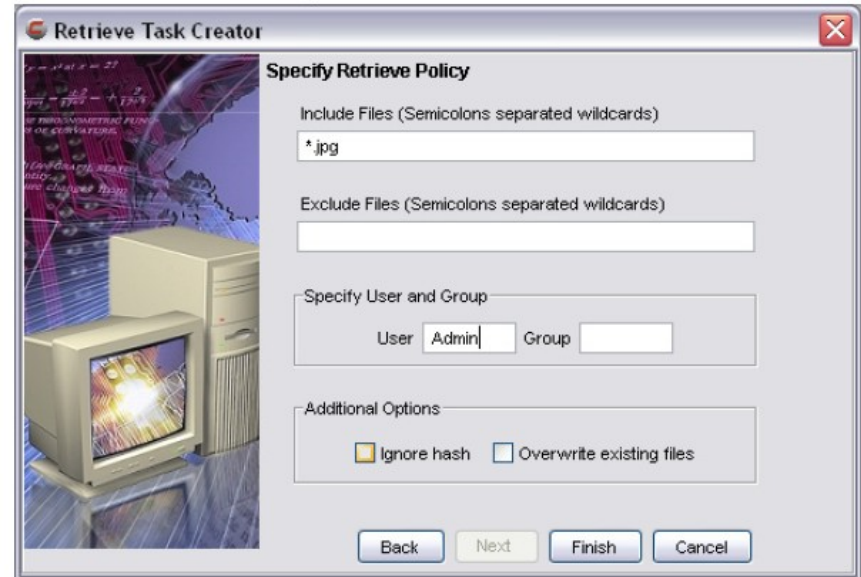 Retrieve Task Creator
Specify Retrieve Policy
Include Files (Semicolons separated wildcards)
*.jpg
Exclude Files (Semicolons separated wildcards)
Specify User and Group
User Admin Group
Additional Options
Ignore hash Overwrite existing files
Back Next Finish Cancel